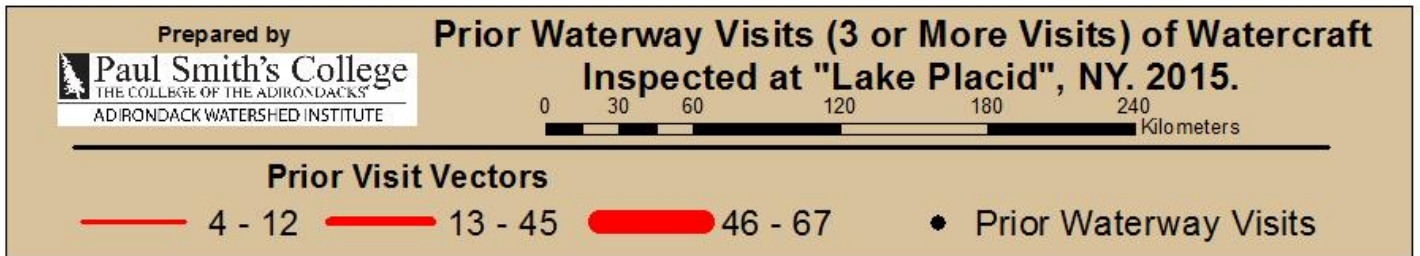 Prepared by
Paul Smith's College
THE COLLEGE OF THE ADIRONDACKS
ADIRONDACK WATERSHED INSTITUTE
Prior Waterway Visits (3 or More Visits) of Watercraft
Inspected at "Lake Placid", NY. 2015.
0 30 60 120 180 240
Kilometers
Prior Visit Vectors
4 - 12 13 - 45 46 - 67 Prior Waterway Visits